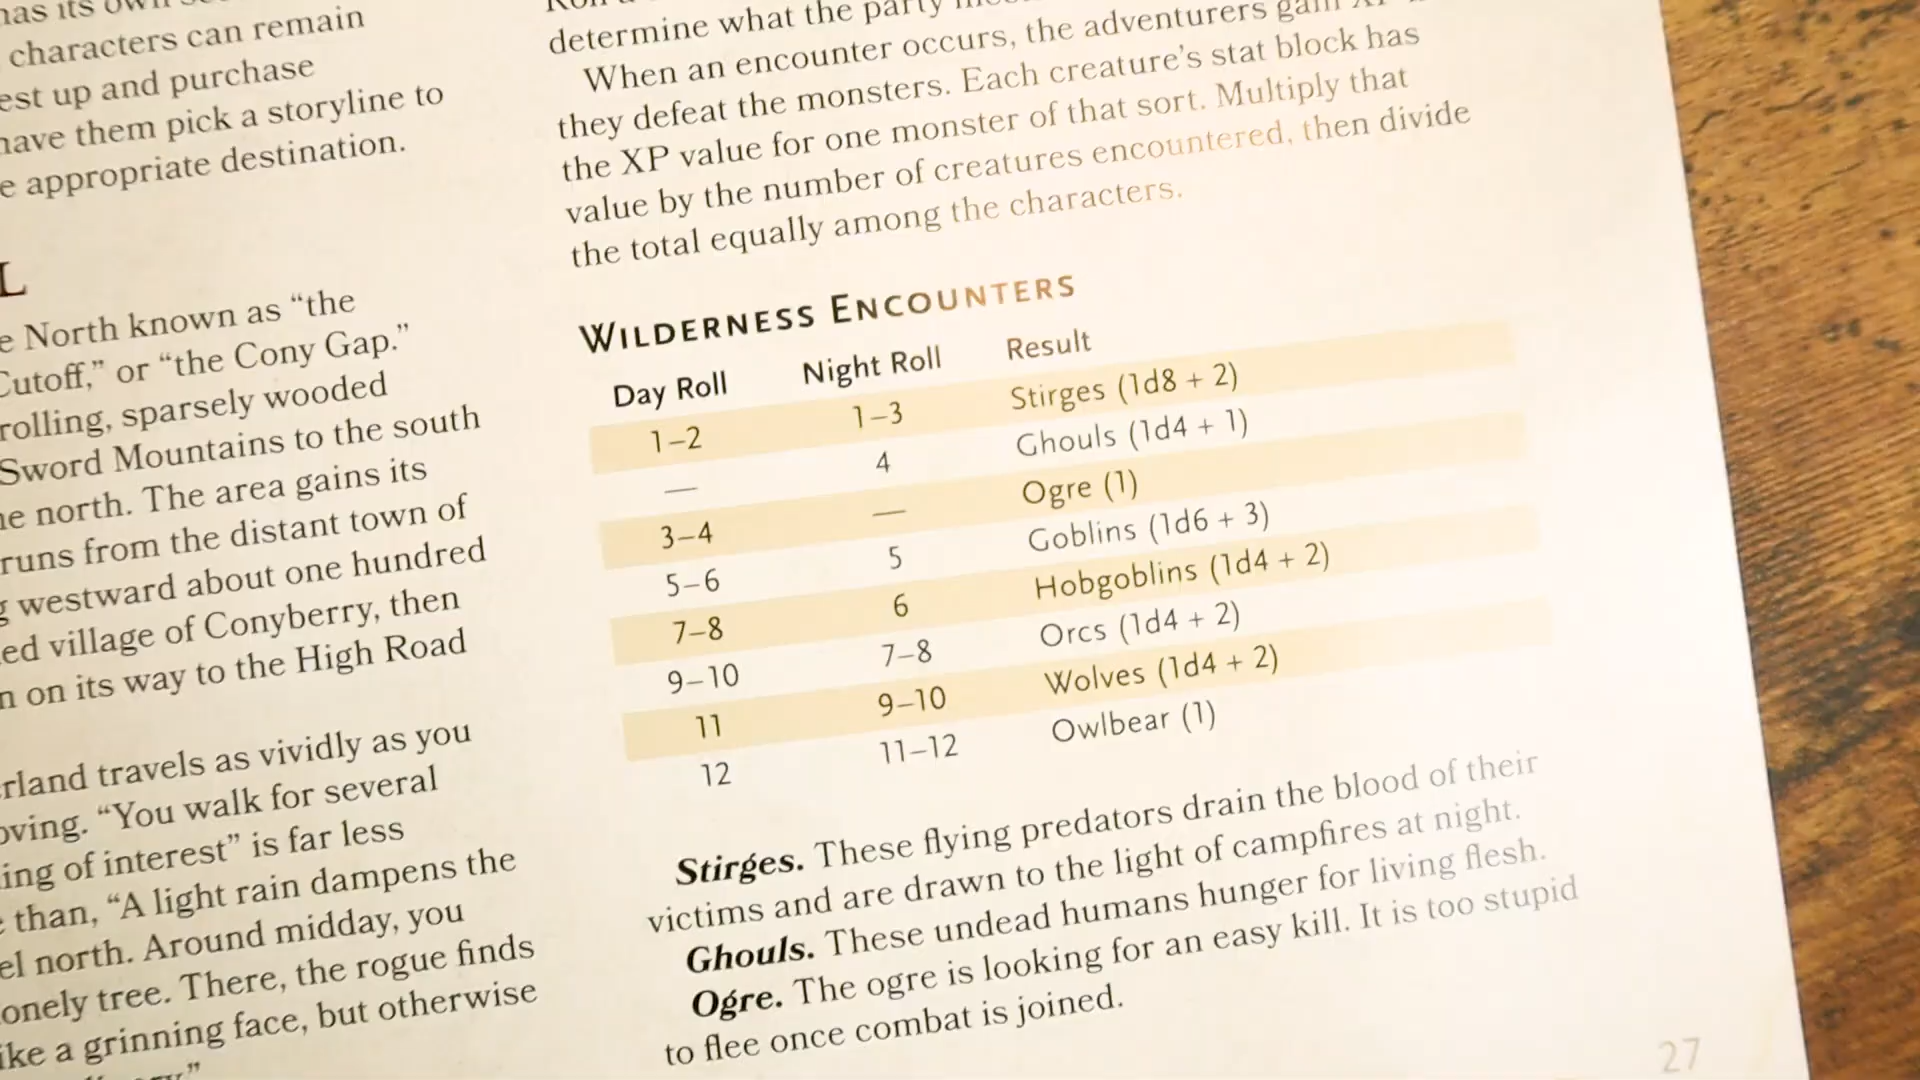 has its own
characters can remain
est up and purchase
have them pick a storyline to
e appropriate destination.
L
e North known as “the
Cutoff,” or “the Cony Gap.”
rolling, sparsely wooded
Sword Mountains to the south
e north. The area gains its
runs from the distant town of
g westward about one hundred
ed village of Conyberry, then
n on its way to the High Road
rland travels as vividly as you
oving. “You walk for several
ing of interest” is far less
than, “A light rain dampens the
el north. Around midday, you
onely tree. There, the rogue finds
ike a grinning face, but otherwise
determine what the party
When an encounter occurs, the adventurers gain XP
they defeat the monsters. Each creature’s stat block has
the XP value for one monster of that sort. Multiply that
value by the number of creatures encountered, then divide
the total equally among the characters.
WILDERNESS ENCOUNTERS
Day Roll Night Roll Result
1–2 1–3 Stirges (1d8 + 2)
— 4 Ghouls (1d4 + 1)
3–4 — Ogre (1)
5–6 5 Goblins (1d6 + 3)
7–8 6 Hobgoblins (1d4 + 2)
9–10 7–8 Orcs (1d4 + 2)
11 9–10 Wolves (1d4 + 2)
12 11–12 Owlbear (1)
Stirges. These flying predators drain the blood of their
victims and are drawn to the light of campfires at night.
Ghouls. These undead humans hunger for living flesh.
Ogre. The ogre is looking for an easy kill. It is too stupid
to flee once combat is joined.
27